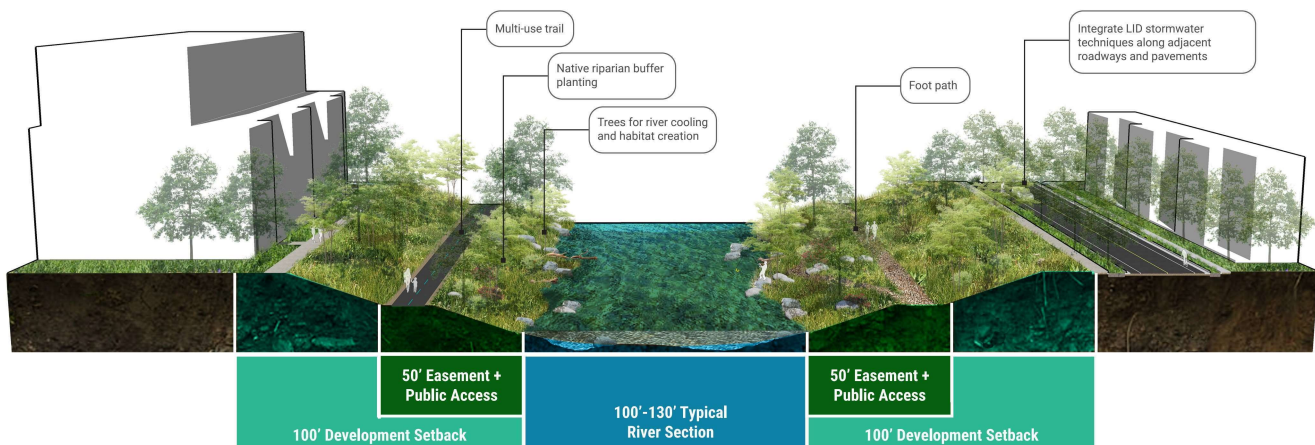 Multi-use trail
Native riparian buffer
planting
Trees for river cooling
and habitat creation
Foot path
Integrate LID stormwater
techniques along adjacent
roadways and pavements
50’ Easement +
Public Access
100’ Development Setback
100’-130’ Typical
River Section
50’ Easement +
Public Access
100’ Development Setback